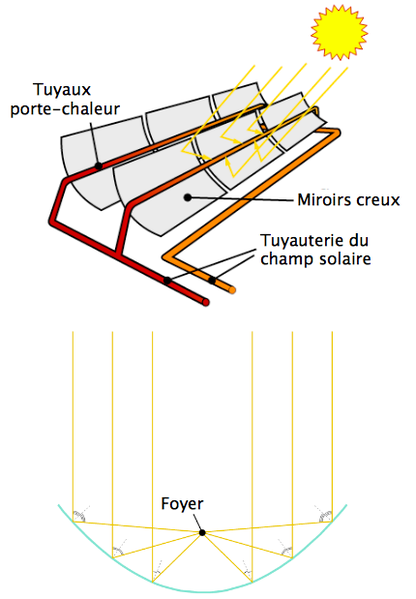 Tuyaux
porte-chaleur
Miroirs creux
Tuyauterie du
champ solaire
Foyer